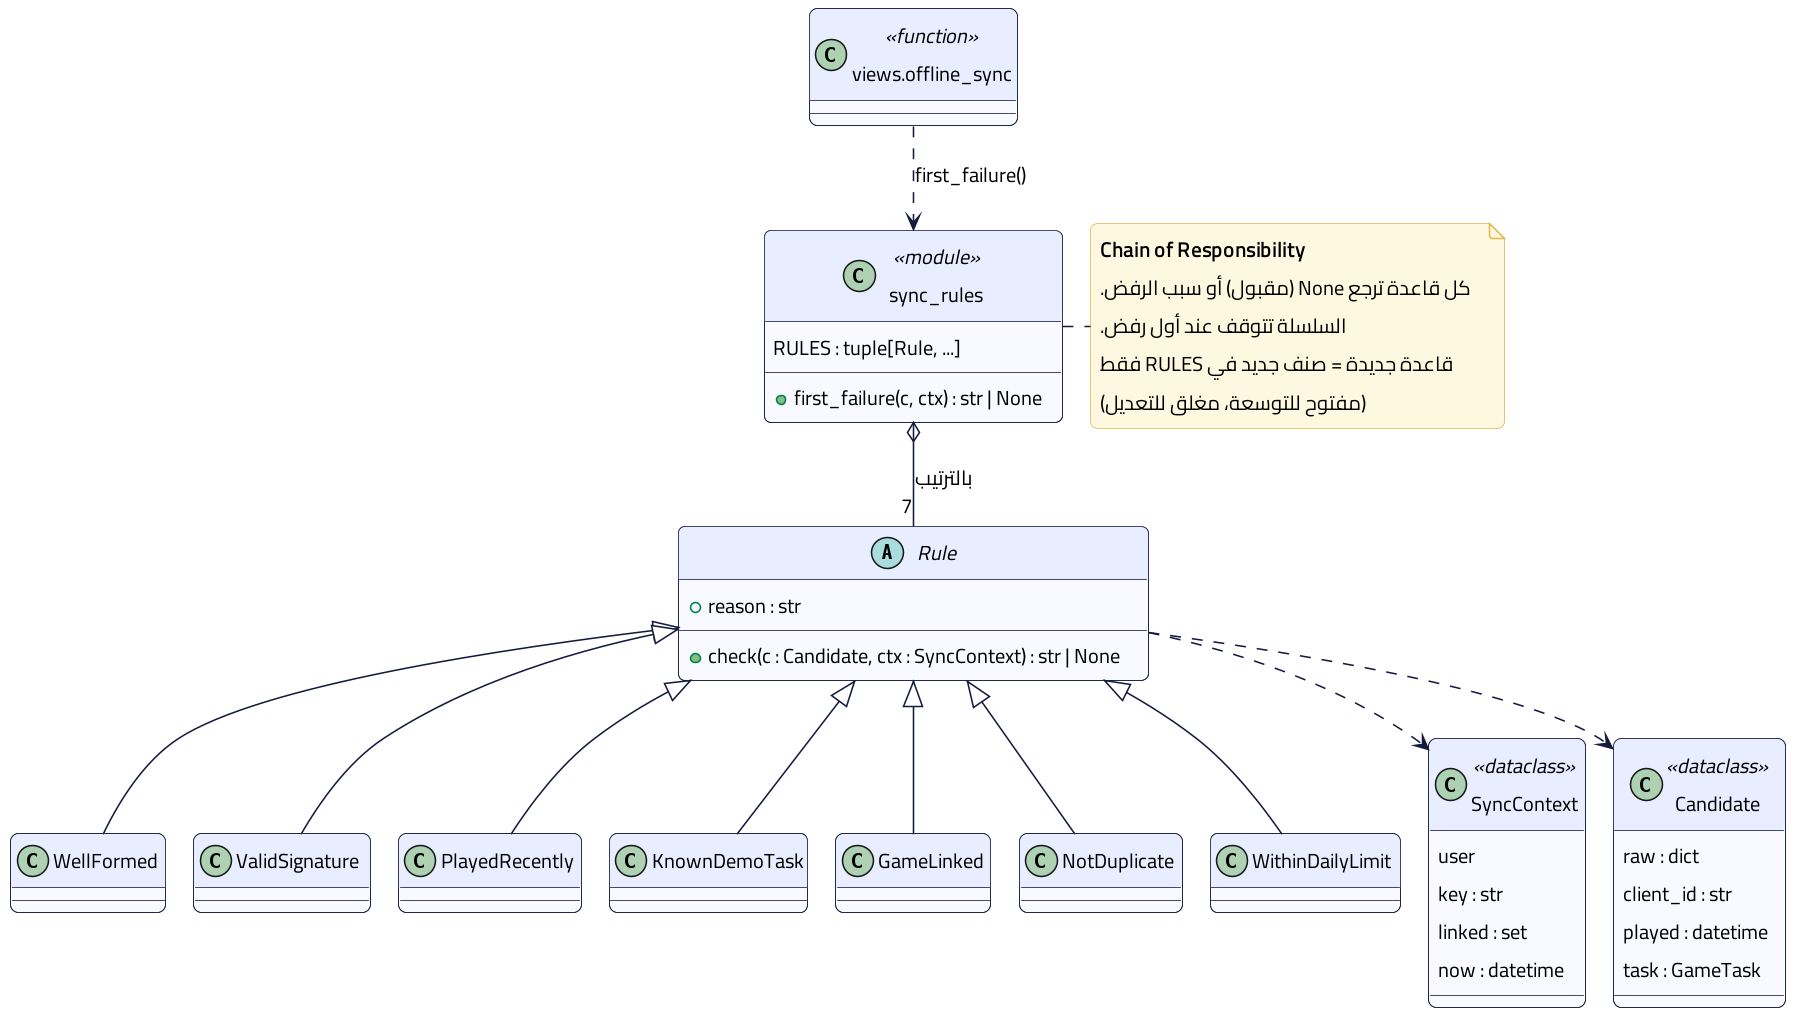 «function»
views.offline_sync
first_failure()
«module»
sync_rules
RULES : tuple[Rule, ...]
first_failure(c, ctx) : str | None
Chain of Responsibility
كل قاعدة ترجع None (مقبول) أو سبب الرفض.
السلسلة تتوقف عند أول رفض.
قاعدة جديدة = صنف جديد في RULES فقط
(مفتوح للتوسعة، مغلق للتعديل)
بالترتيب
7
A Rule
reason : str
check(c : Candidate, ctx : SyncContext) : str | None
C WellFormed
C ValidSignature
C PlayedRecently
C KnownDemoTask
C GameLinked
C NotDuplicate
C WithinDailyLimit
C «dataclass»
SyncContext
user
key : str
linked : set
now : datetime
C «dataclass»
Candidate
raw : dict
client_id : str
played : datetime
task : GameTask